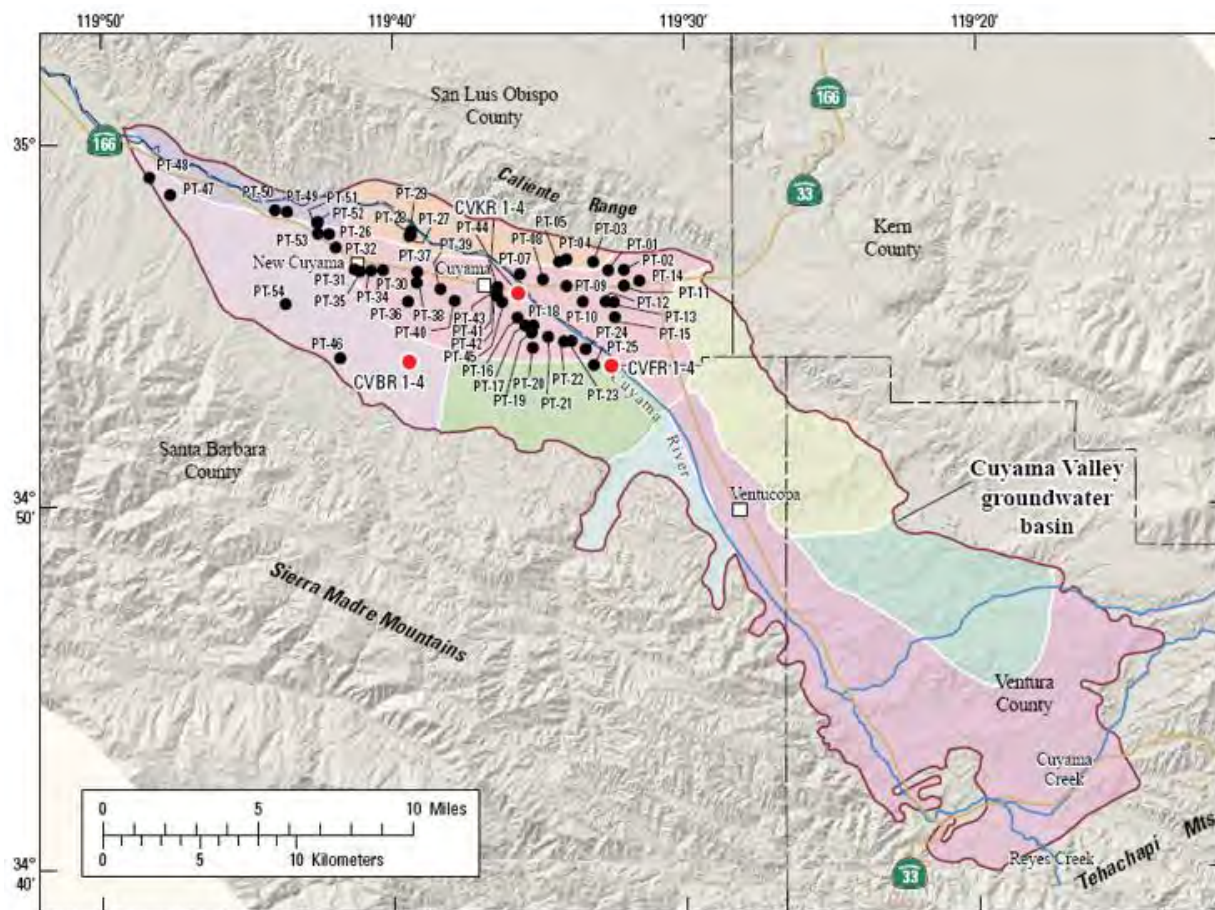 119°50'
119°40'
119°30'
119°20'
35°
34°
50'
34°
40'
166
166
33
33
San Luis Obispo
County
Kern
County
Santa Barbara
County
Ventura
County
Caliente Range
Sierra Madre Mountains
Tehachapi Mts
Cuyama Valley
groundwater
basin
New Cuyama
Cuyama
Ventucopa
Cuyama
River
Cuyama
Creek
Reyes Creek
CVKR 1-4
CVBR 1-4
CVFR 1-4
PT-48
PT-47
PT-50
PT-49
PT-51
PT-52
PT-53
PT-26
PT-32
PT-29
PT-28
PT-27
PT-39
PT-37
PT-44
PT-07
PT-08
PT-05
PT-04
PT-03
PT-01
PT-02
PT-14
PT-11
PT-09
PT-12
PT-13
PT-15
PT-10
PT-18
PT-24
PT-25
PT-31
PT-35
PT-34
PT-30
PT-36
PT-38
PT-40
PT-43
PT-41
PT-42
PT-45
PT-16
PT-17
PT-19
PT-20
PT-21
PT-22
PT-23
PT-54
PT-46
0 5 10 Miles
0 5 10 Kilometers